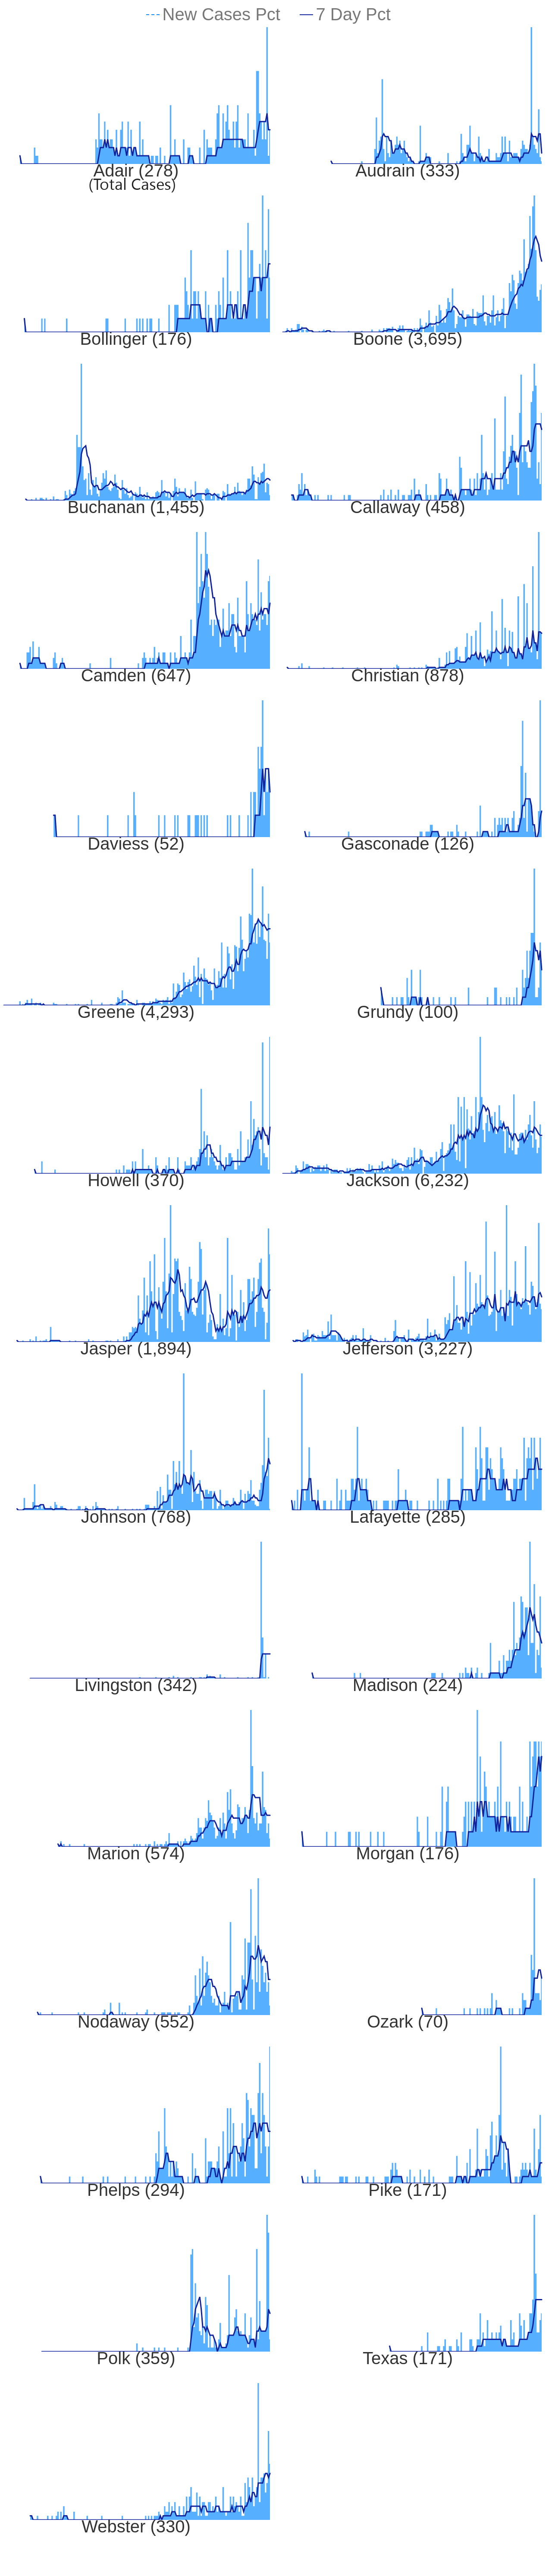 New Cases Pct 7 Day Pct
Adair (278) Audrain (333)
(Total Cases)
Bollinger (176) Boone (3,695)
Buchanan (1,455) Callaway (458)
Camden (647) Christian (878)
Daviess (52) Gasconade (126)
Greene (4,293) Grundy (100)
Howell (370) Jackson (6,232)
Jasper (1,894) Jefferson (3,227)
Johnson (768) Lafayette (285)
Livingston (342) Madison (224)
Marion (574) Morgan (176)
Nodaway (552) Ozark (70)
Phelps (294) Pike (171)
Polk (359) Texas (171)
Webster (330)